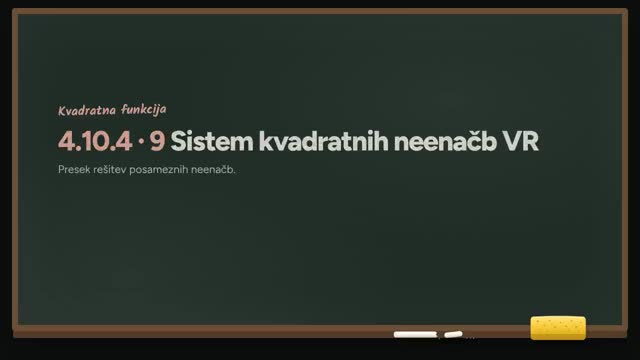 Kvadratna funkcija
4.10.4 · 9 Sistem kvadratnih neenačb VR
Presek rešitev posameznih neenačb.